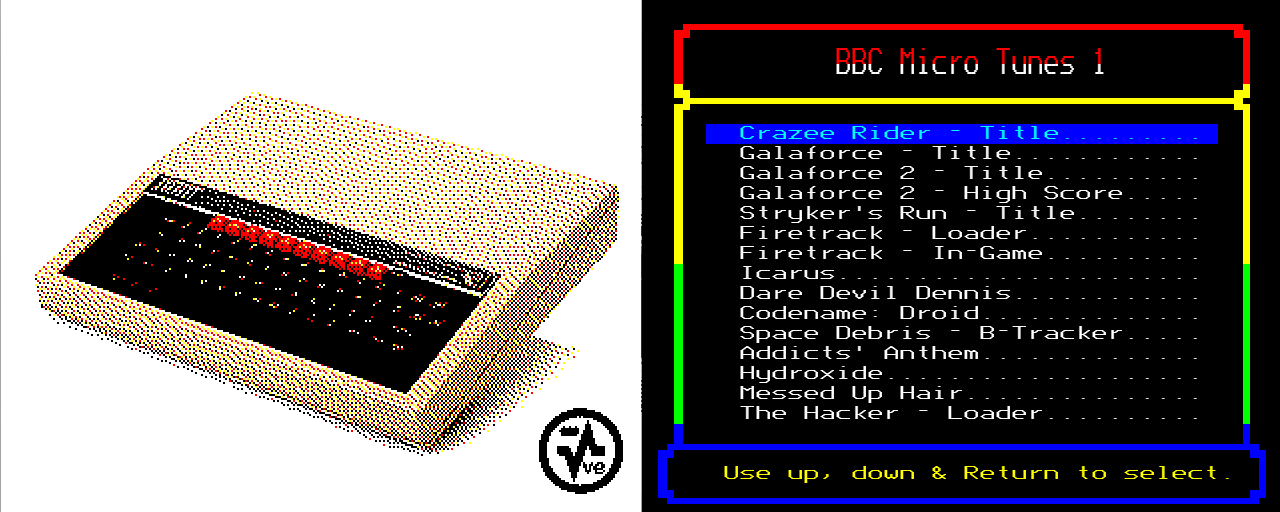 ve
BBC Micro Tunes 1
Crazee Rider - Title.........
Galaforce - Title............
Galaforce 2 - Title..........
Galaforce 2 - High Score.....
Stryker's Run - Title........
Firetrack - Loader...........
Firetrack - In-Game..........
Icarus.......................
Dare Devil Dennis............
Codename: Droid..............
Space Debris - B-Tracker.....
Addicts' Anthem..............
Hydroxide....................
Messed Up Hair...............
The Hacker - Loader..........
Use up, down & Return to select.